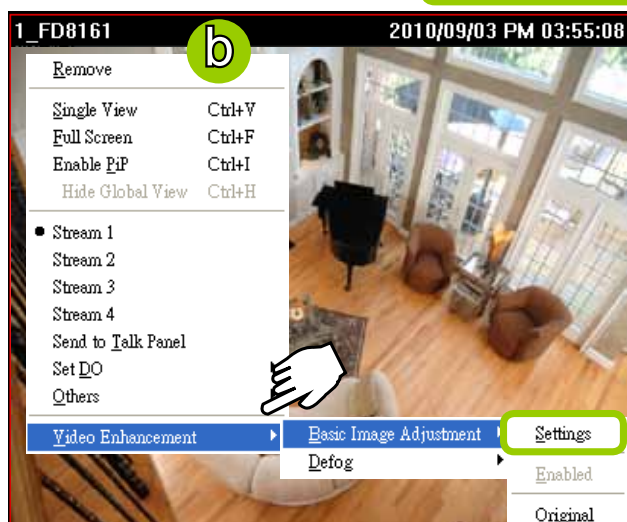 1_FD8161 2010/09/03 PM 03:55:08
b
Remove
Single View Ctrl+V
Full Screen Ctrl+F
Enable PiP Ctrl+I
Hide Global View Ctrl+H
Stream 1
Stream 2
Stream 3
Stream 4
Send to Talk Panel
Set DO
Others
Video Enhancement
Basic Image Adjustment
Defog
Settings
Enabled
Original